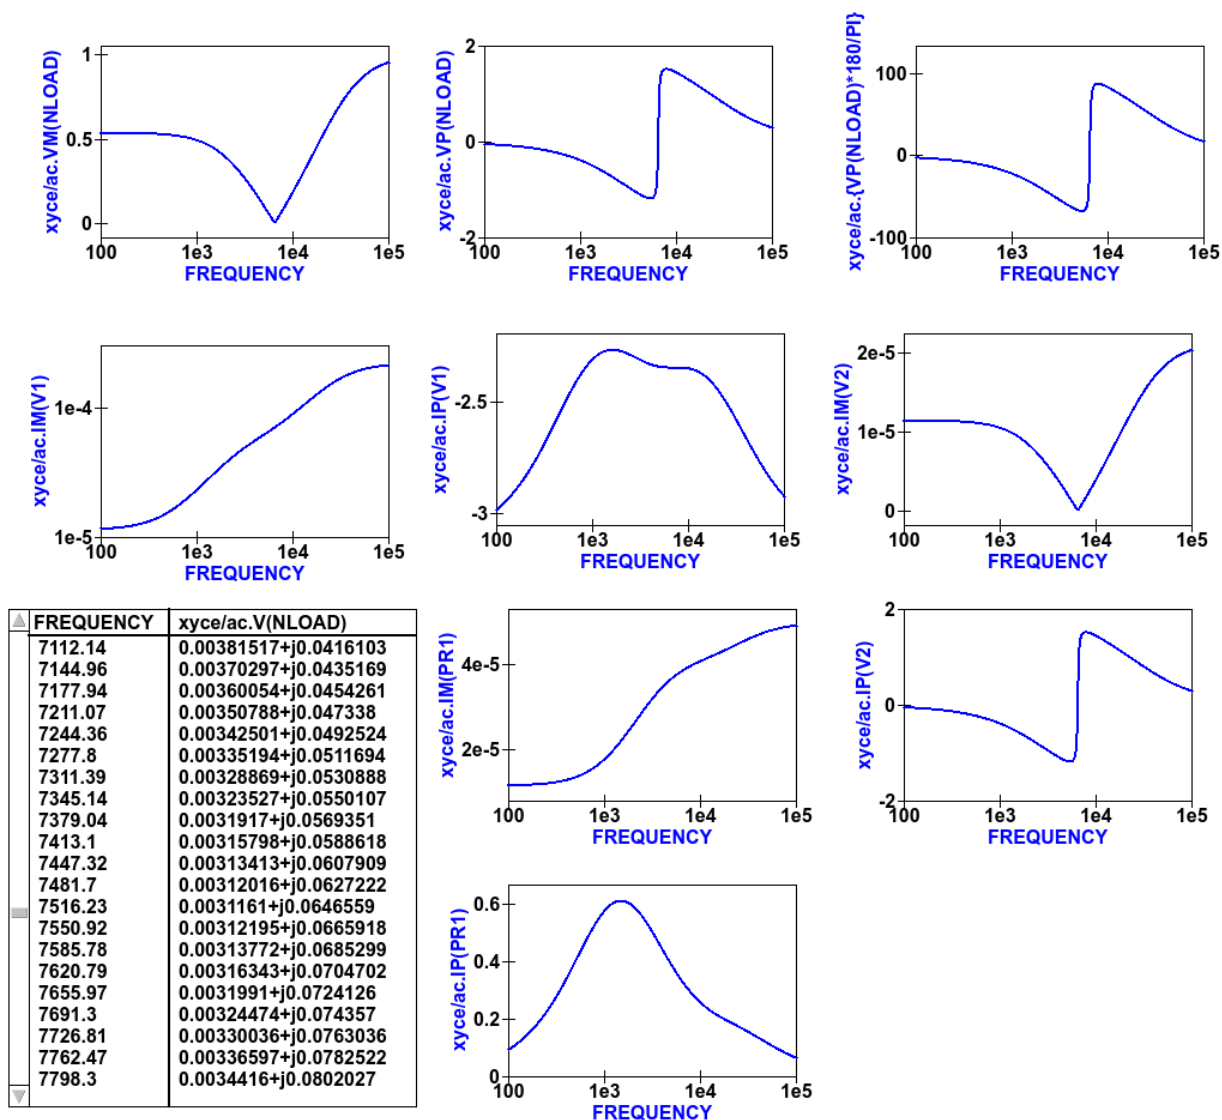 xyce/ac.VM(NLOAD)
1
0.5
0
100 1e3 1e4 1e5
FREQUENCY
xyce/ac.VP(NLOAD)
2
0
-2
100 1e3 1e4 1e5
FREQUENCY
xyce/ac.{VP(NLOAD)*180/PI}
100
0
-100
100 1e3 1e4 1e5
FREQUENCY
xyce/ac.IM(V1)
1e-4
1e-5
100 1e3 1e4 1e5
FREQUENCY
xyce/ac.IP(V1)
-2.5
-3
100 1e3 1e4 1e5
FREQUENCY
xyce/ac.IM(V2)
2e-5
1e-5
0
100 1e3 1e4 1e5
FREQUENCY
FREQUENCY xyce/ac.V(NLOAD)
7112.14 0.00381517+j0.0416103
7144.96 0.00370297+j0.0435169
7177.94 0.00360054+j0.0454261
7211.07 0.00350788+j0.047338
7244.36 0.00342501+j0.0492524
7277.8 0.00335194+j0.0511694
7311.39 0.00328869+j0.0530888
7345.14 0.00323527+j0.0550107
7379.04 0.0031917+j0.0569351
7413.1 0.00315798+j0.0588618
7447.32 0.00313413+j0.0607909
7481.7 0.00312016+j0.0627222
7516.23 0.0031161+j0.0646559
7550.92 0.00312195+j0.0665918
7585.78 0.00313772+j0.0685299
7620.79 0.00316343+j0.0704702
7655.97 0.0031991+j0.0724126
7691.3 0.00324474+j0.074357
7726.81 0.00330036+j0.0763036
7762.47 0.00336597+j0.0782522
7798.3 0.0034416+j0.0802027
xyce/ac.IM(PR1)
4e-5
2e-5
100 1e3 1e4 1e5
FREQUENCY
xyce/ac.IP(V2)
2
0
-2
100 1e3 1e4 1e5
FREQUENCY
xyce/ac.IP(PR1)
0.6
0.4
0.2
0
100 1e3 1e4 1e5
FREQUENCY